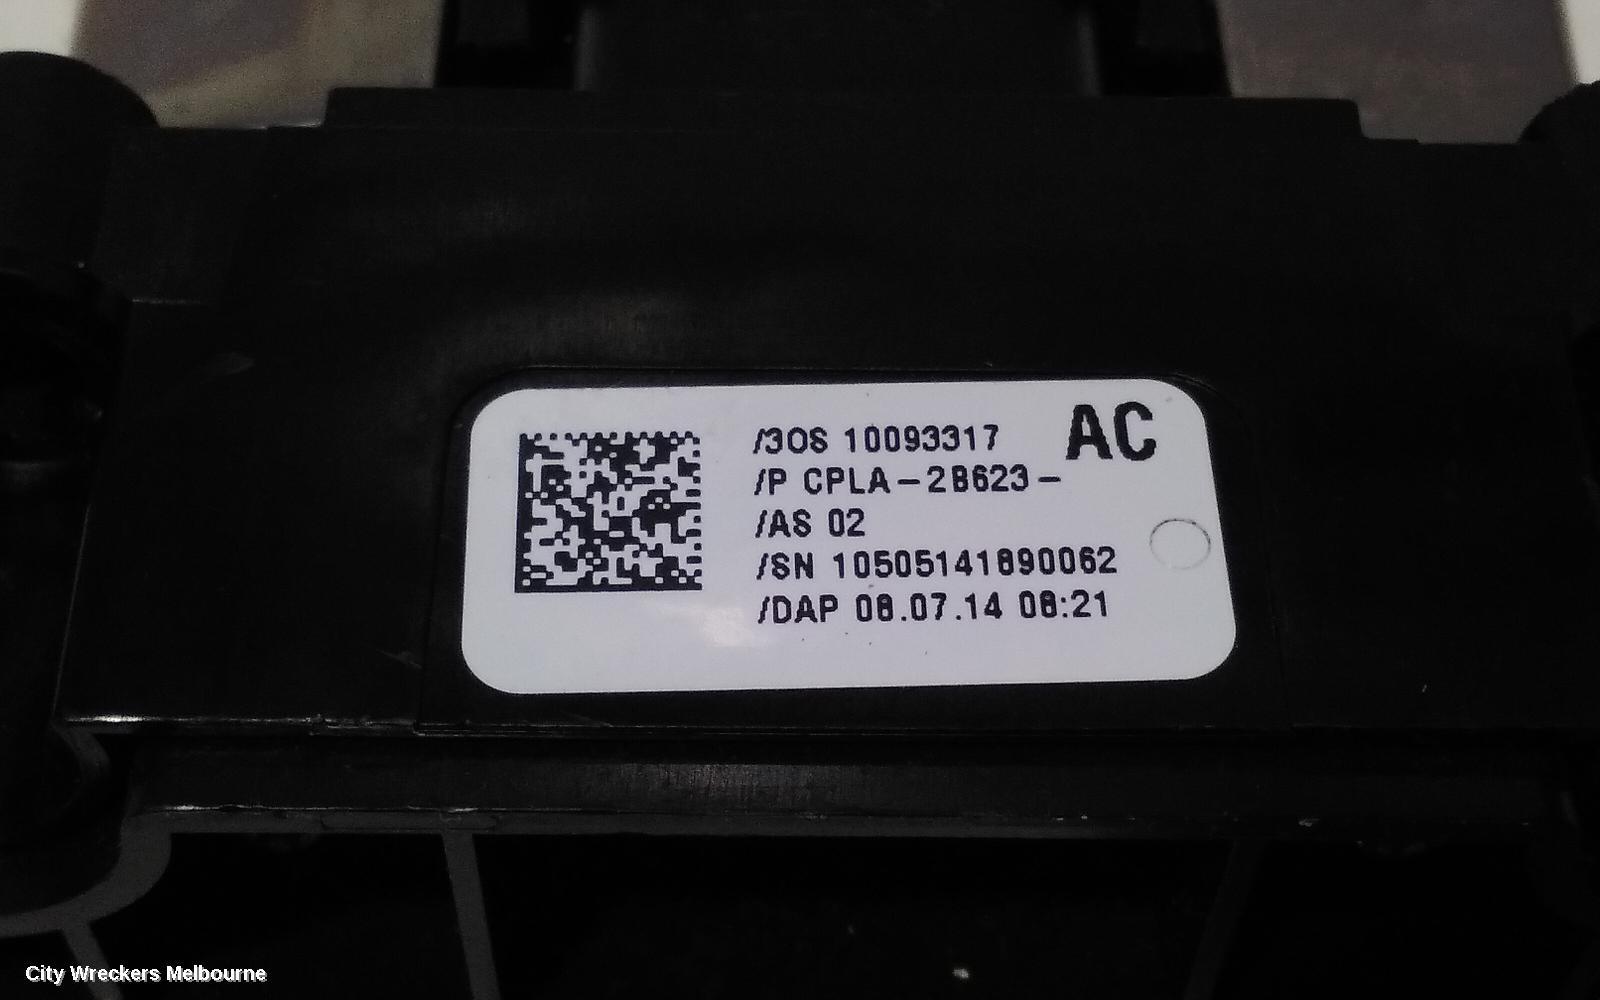 /3OS 10093317
AC
/P CPLA-2B623-
/AS 02
/SN 10505141890062
/DAP 08.07.14 08:21
City Wreckers Melbourne